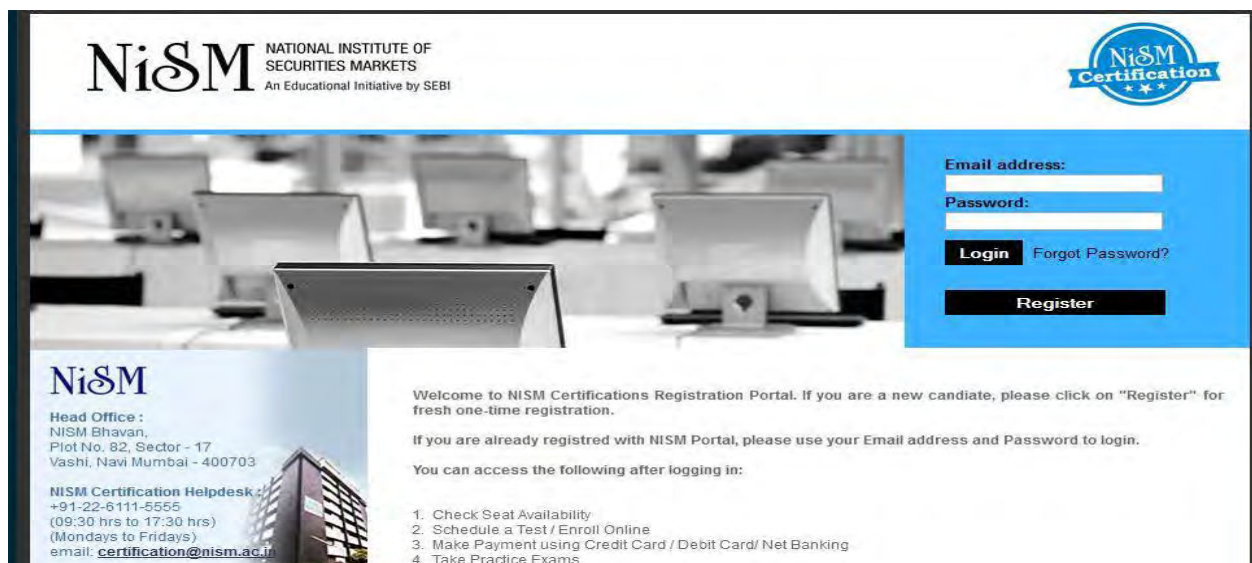 NiSM
NATIONAL INSTITUTE OF
SECURITIES MARKETS
An Educational Initiative by SEBI
NiSM
Certification
Email address:
Password:
Login Forgot Password?
Register
NiSM
Head Office :
NISM Bhavan,
Plot No. 82, Sector - 17
Vashi, Navi Mumbai - 400703
NISM Certification Helpdesk :
+91-22-6111-5555
(09:30 hrs to 17:30 hrs)
(Mondays to Fridays)
email: certification@nism.ac.in
Welcome to NISM Certifications Registration Portal. If you are a new candiate, please click on "Register" for
fresh one-time registration.
If you are already registred with NISM Portal, please use your Email address and Password to login.
You can access the following after logging in:
1. Check Seat Availability
2. Schedule a Test / Enroll Online
3. Make Payment using Credit Card / Debit Card/ Net Banking
4. Take Practice Exams